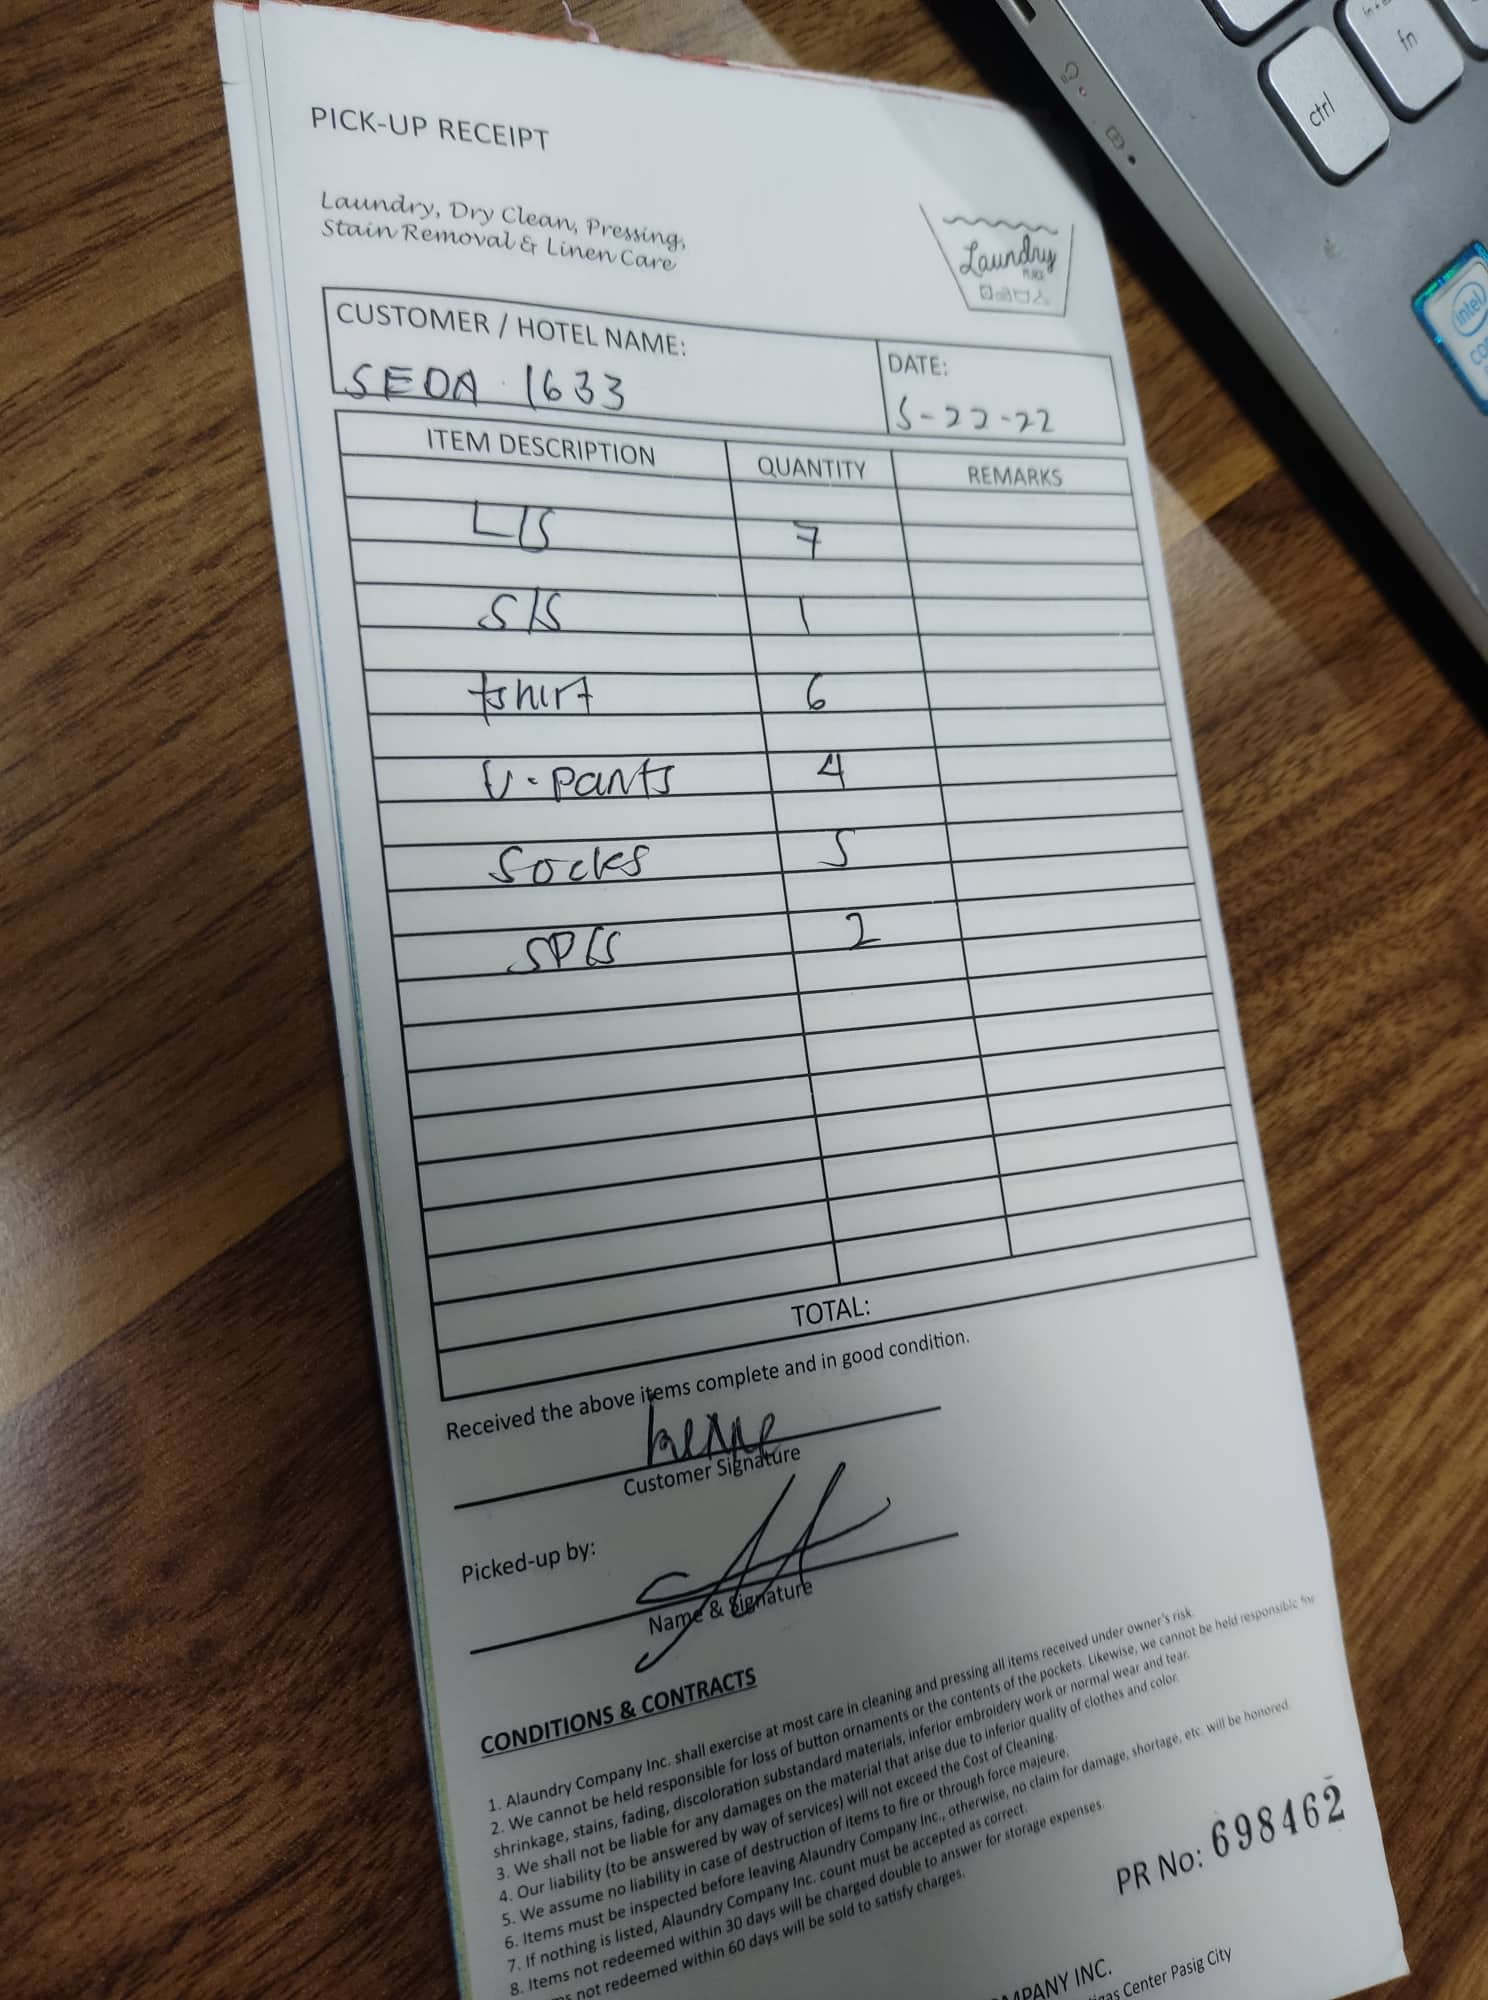 PICK-UP RECEIPT
Laundry, Dry Clean, Pressing,
Stain Removal & Linen Care
Laundry
PLACE
CUSTOMER / HOTEL NAME:
SEDA 1633
DATE:
5-22-22
ITEM DESCRIPTION QUANTITY REMARKS
L/S 7
S/S 1
tshirt 6
U-pants 4
Socks 5
SP/S 2
TOTAL:
Received the above items complete and in good condition.
Customer Signature
Picked-up by:
Name & Signature
CONDITIONS & CONTRACTS
1. Alaundry Company Inc. shall exercise at most care in cleaning and pressing all items received under owner's risk.
2. We cannot be held responsible for loss of button ornaments or the contents of the pockets. Likewise, we cannot be held responsible for
shrinkage, stains, fading, discoloration substandard materials, inferior embroidery work or normal wear and tear.
3. We shall not be liable for any damages on the material that arise due to inferior quality of clothes and color.
4. Our liability (to be answered by way of services) will not exceed the Cost of Cleaning.
5. We assume no liability in case of destruction of items to fire or through force majeure.
6. Items must be inspected before leaving Alaundry Company Inc., otherwise, no claim for damage, shortage, etc. will be honored.
7. If nothing is listed, Alaundry Company Inc. count must be accepted as correct.
8. Items not redeemed within 30 days will be charged double to answer for storage expenses.
not redeemed within 60 days will be sold to satisfy charges.
PR No: 698462
COMPANY INC.
Center Pasig City
ctrl
fn
intel